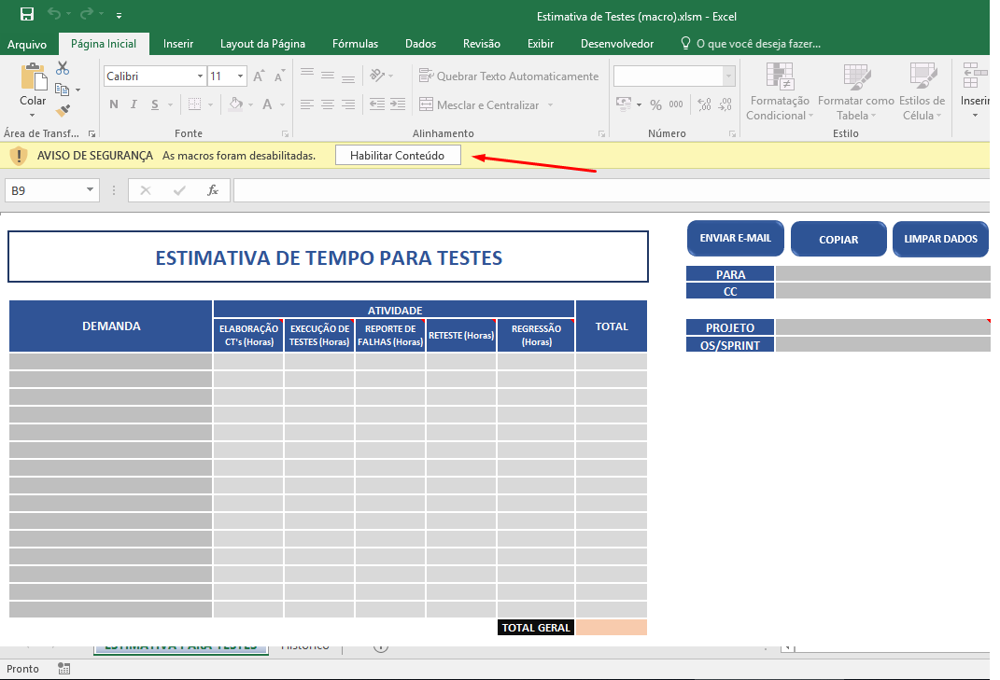 Estimativa de Testes (macro).xlsm - Excel
Arquivo Página Inicial Inserir Layout da Página Fórmulas Dados Revisão Exibir Desenvolvedor O que você deseja fazer...
Calibri 11 Quebrar Texto Automaticamente
Colar N I S A Mesclar e Centralizar % 000 Formatação Condicional Formatar como Tabela Estilos de Célula Inserir
Área de Transf... Fonte Alinhamento Número Estilo
AVISO DE SEGURANÇA As macros foram desabilitadas. Habilitar Conteúdo
B9 fx
ESTIMATIVA DE TEMPO PARA TESTES
ENVIAR E-MAIL COPIAR LIMPAR DADOS
PARA
CC
PROJETO
OS/SPRINT
DEMANDA ATIVIDADE TOTAL
ELABORAÇÃO CT's (Horas) EXECUÇÃO DE TESTES (Horas) REPORTE DE FALHAS (Horas) RETESTE (Horas) REGRESSÃO (Horas)
TOTAL GERAL
ESTIMATIVA PARA TESTES Histórico
Pronto